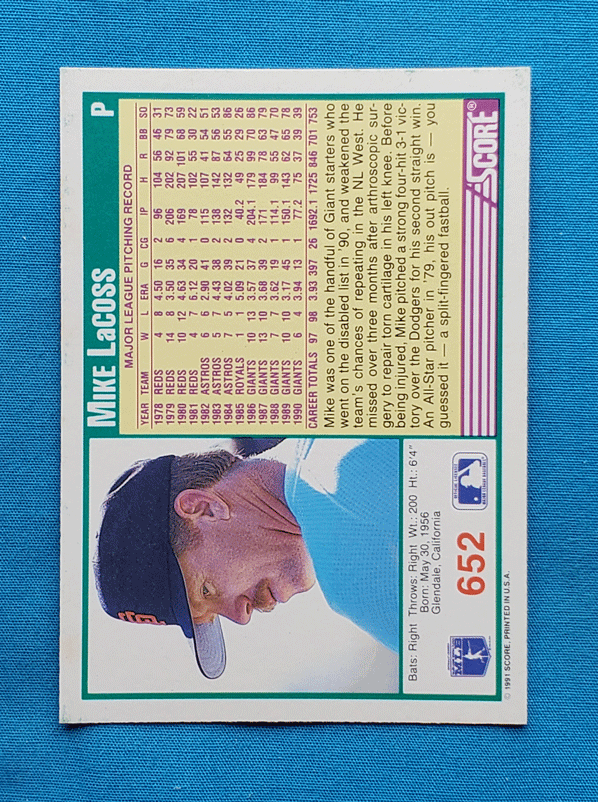 MIKE LaCOSS P
MAJOR LEAGUE PITCHING RECORD
YEAR TEAM W L ERA G CG IP H R BB SO
1978 REDS 4 8 4.50 16 2 96 104 56 46 31
1979 REDS 14 8 3.50 35 6 206 202 92 79 73
1980 REDS 10 12 4.63 34 4 169 207 101 68 59
1981 REDS 4 7 6.12 20 1 78 102 55 30 22
1982 ASTROS 6 6 2.90 41 0 115 107 41 54 51
1983 ASTROS 5 7 4.43 38 2 138 142 87 56 53
1984 ASTROS 7 5 4.02 39 2 132 132 64 55 86
1985 ROYALS 1 1 5.09 21 0 40.2 49 25 29 26
1986 GIANTS 10 13 3.57 37 4 204.1 179 99 70 86
1987 GIANTS 13 10 3.68 39 2 171 184 78 63 79
1988 GIANTS 7 7 3.62 19 1 114.1 99 55 47 70
1989 GIANTS 10 10 3.17 45 1 150.1 143 62 65 78
1990 GIANTS 6 4 3.94 13 1 77.2 75 37 39 39
CAREER TOTALS 97 98 3.93 397 26 1692.1 1725 846 701 753
Mike was one of the handful of Giant starters who
went on the disabled list in '90, and weakened the
team's chances of repeating in the NL West. He
missed over three months after arthroscopic sur-
gery to repair torn cartilage in his left knee. Before
being injured, Mike pitched a strong four-hit 3-1 vic-
tory over the Dodgers for his second straight win.
An All-Star pitcher in '79, his out pitch is — you
guessed it — a split-fingered fastball.
SCORE®
SF
Bats: Right Throws: Right Wt.: 200 Ht.: 6'4"
Born: May 30, 1956
Glendale, California
652
© 1991 SCORE, PRINTED IN U.S.A.